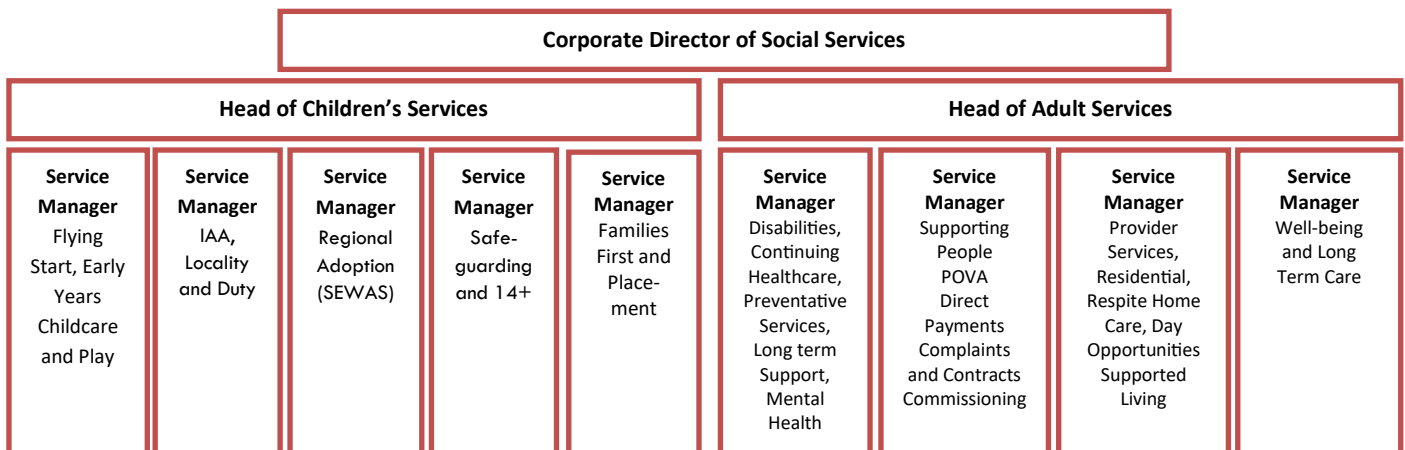 Corporate Director of Social Services
Head of Children’s Services
Head of Adult Services
Service
Manager
Flying
Start, Early
Years
Childcare
and Play
Service
Manager
IAA,
Locality
and Duty
Service
Manager
Regional
Adoption
(SEWAS)
Service
Manager
Safe-
guarding
and 14+
Service
Manager
Families
First and
Place-
ment
Service
Manager
Disabilities,
Continuing
Healthcare,
Preventative
Services,
Long term
Support,
Mental
Health
Service
Manager
Supporting
People
POVA
Direct
Payments
Complaints
and Contracts
Commissioning
Service
Manager
Provider
Services,
Residential,
Respite Home
Care, Day
Opportunities
Supported
Living
Service
Manager
Well-being
and Long
Term Care